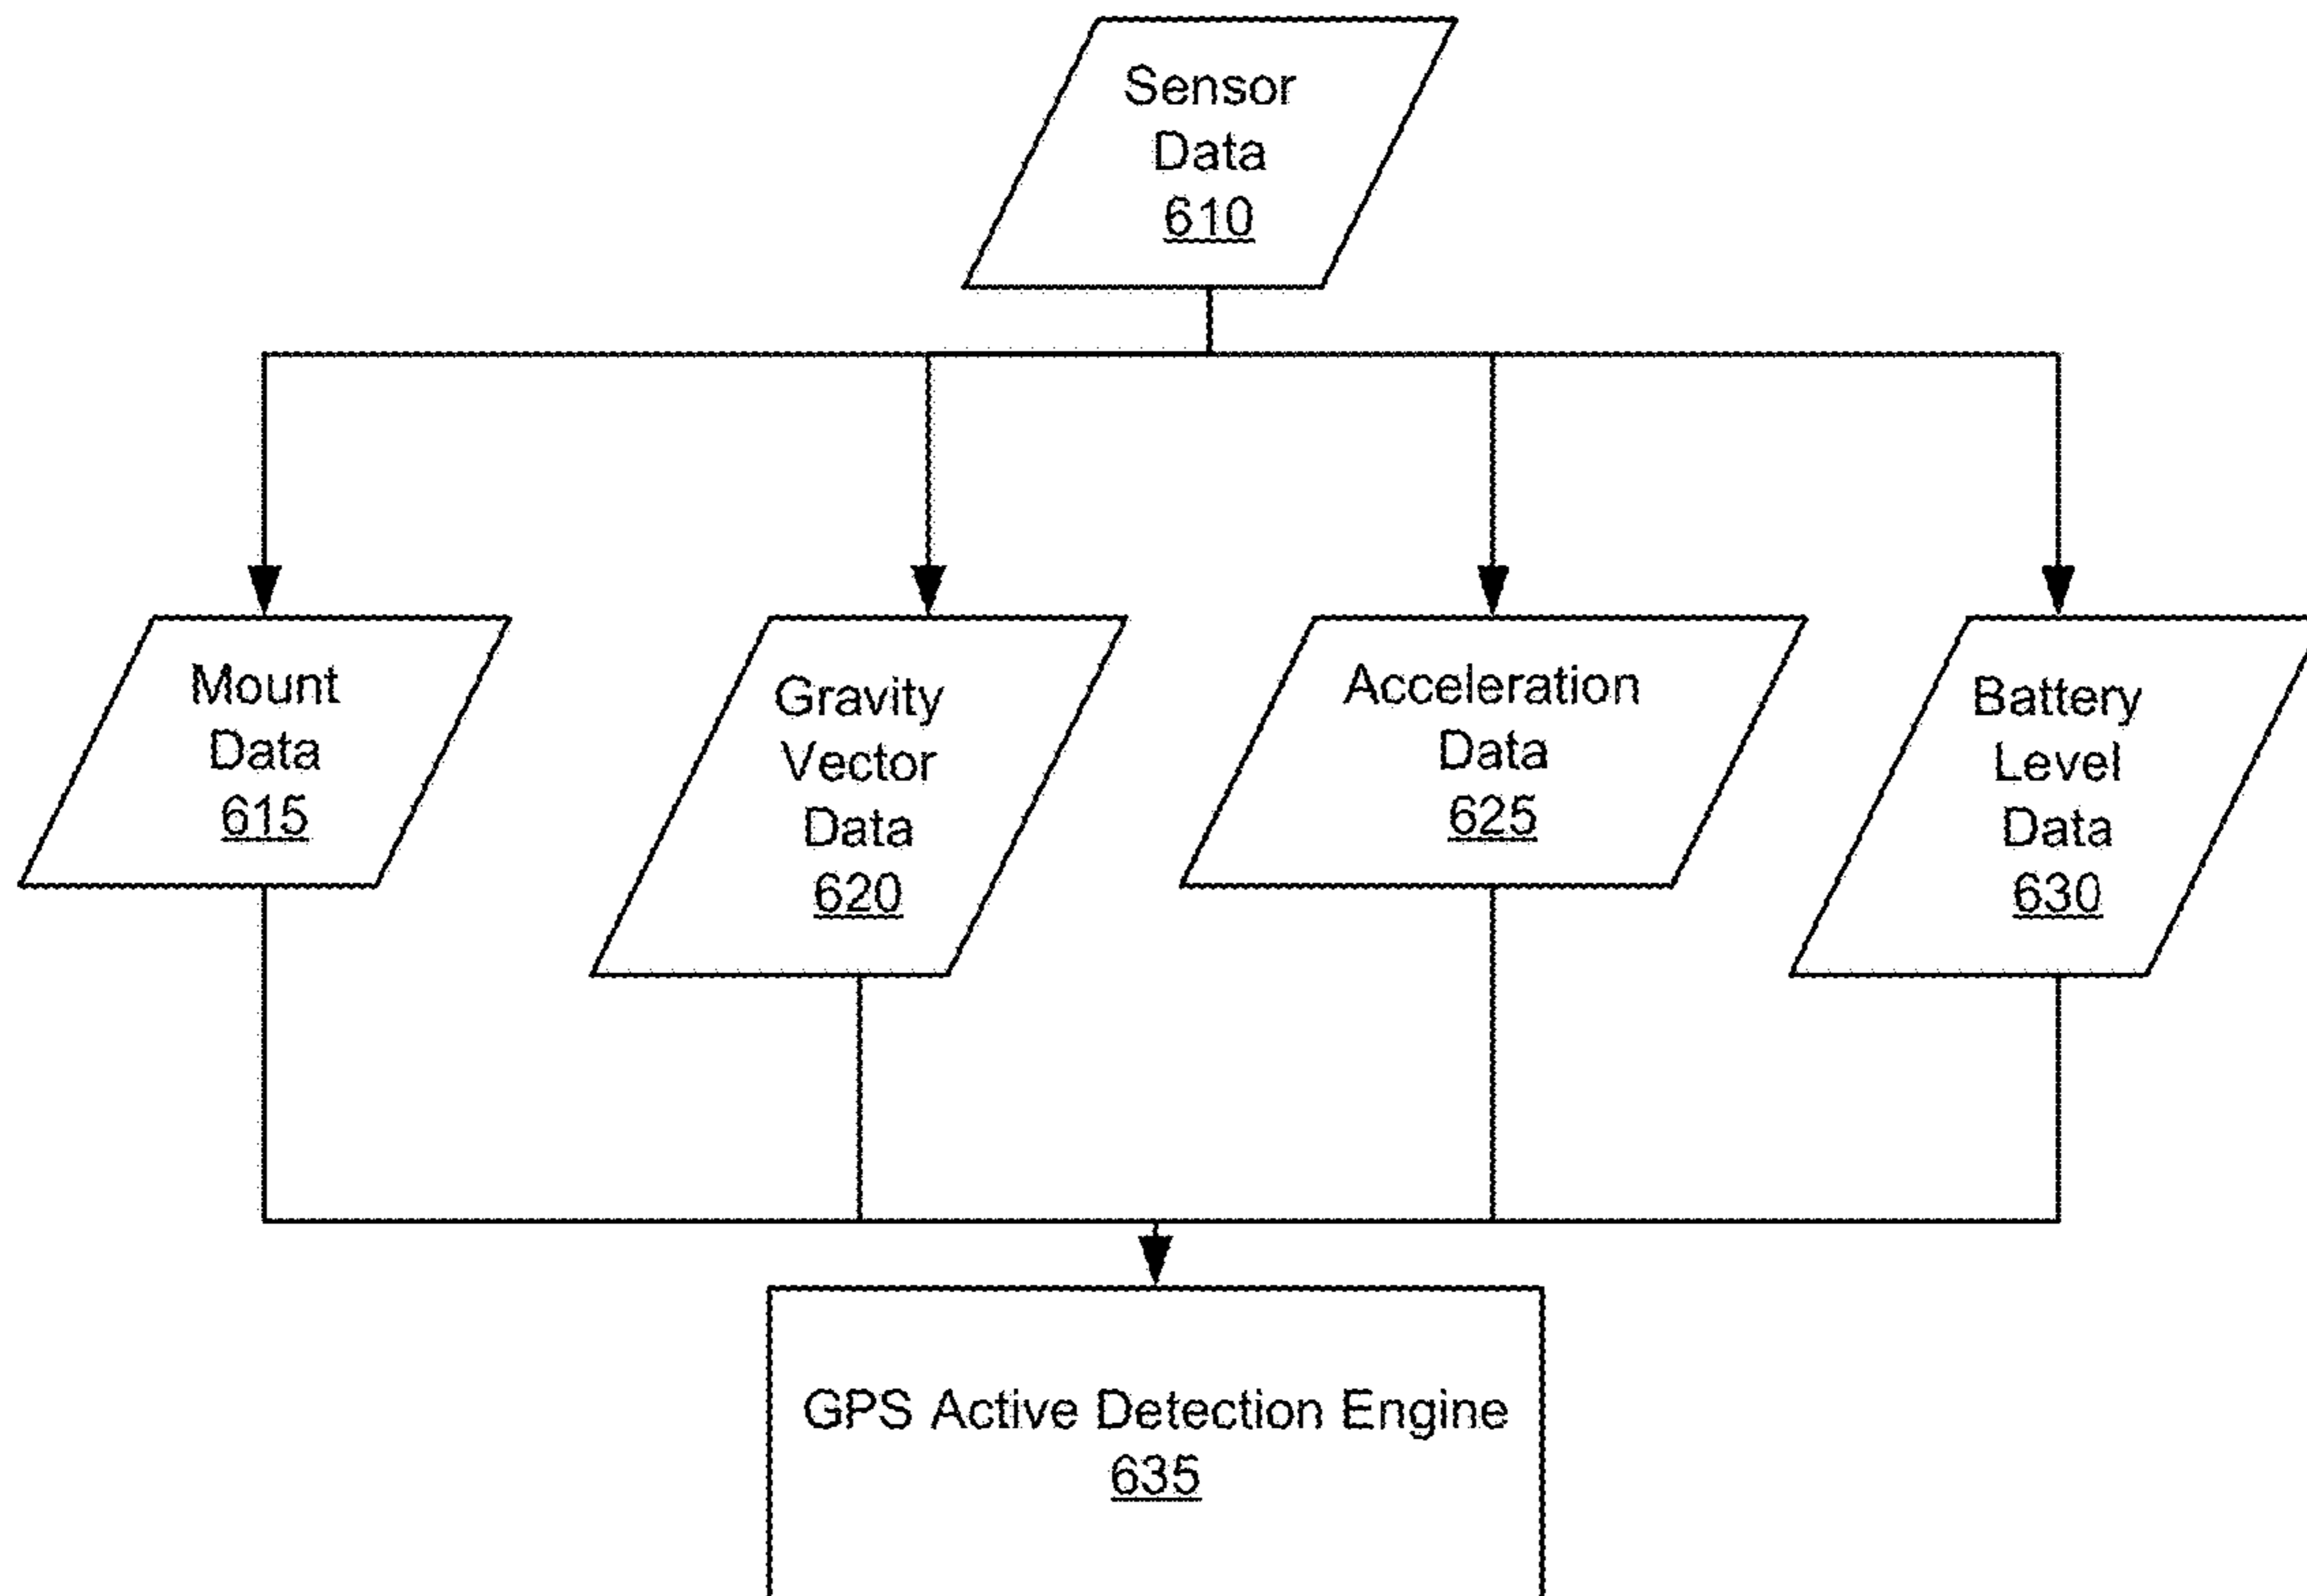 Sensor
Data
610
Mount
Data
615
Gravity
Vector
Data
620
Acceleration
Data
625
Battery
Level
Data
630
GPS Active Detection Engine
635